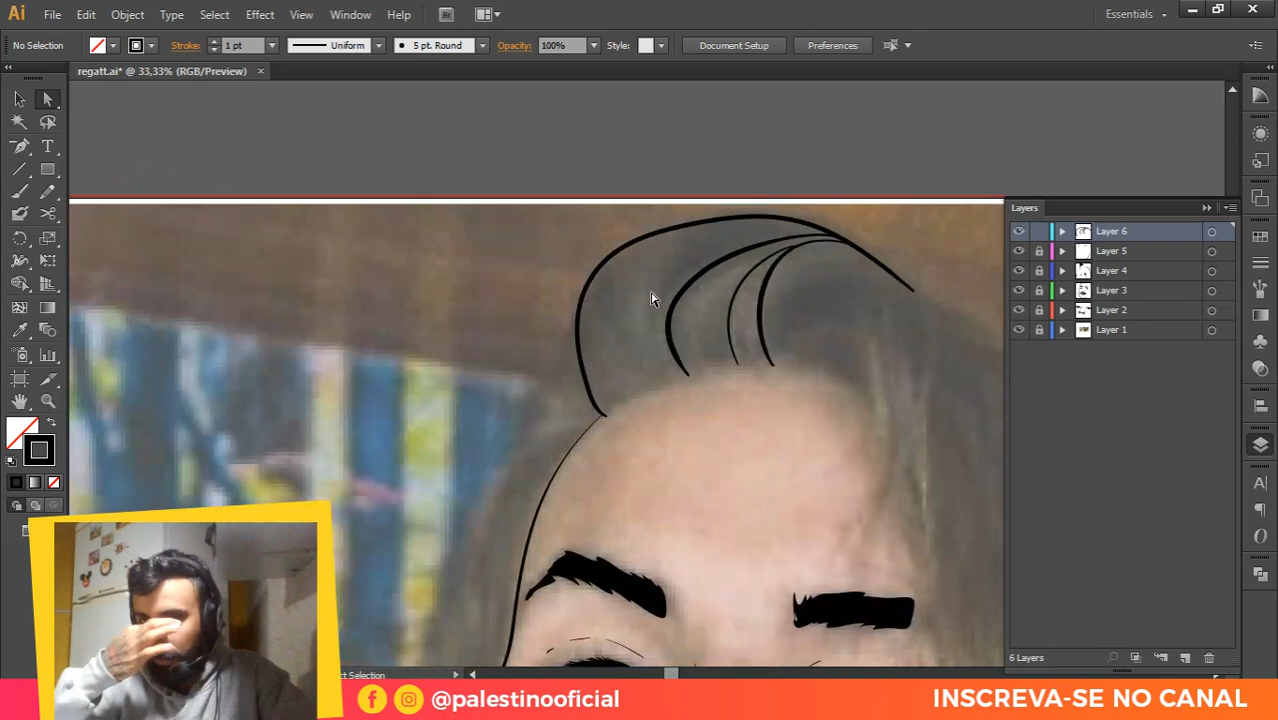 Ai File Edit Object Type Select Effect View Window Help Br Essentials
No Selection Stroke: 1 pt Uniform 5 pt. Round Opacity: 100% Style: Document Setup Preferences
regatt.ai* @ 33,33% (RGB/Preview)
Layers
Layer 6
Layer 5
Layer 4
Layer 3
Layer 2
Layer 1
6 Layers
t Selection
@palestinooficial
INSCREVA-SE NO CANAL